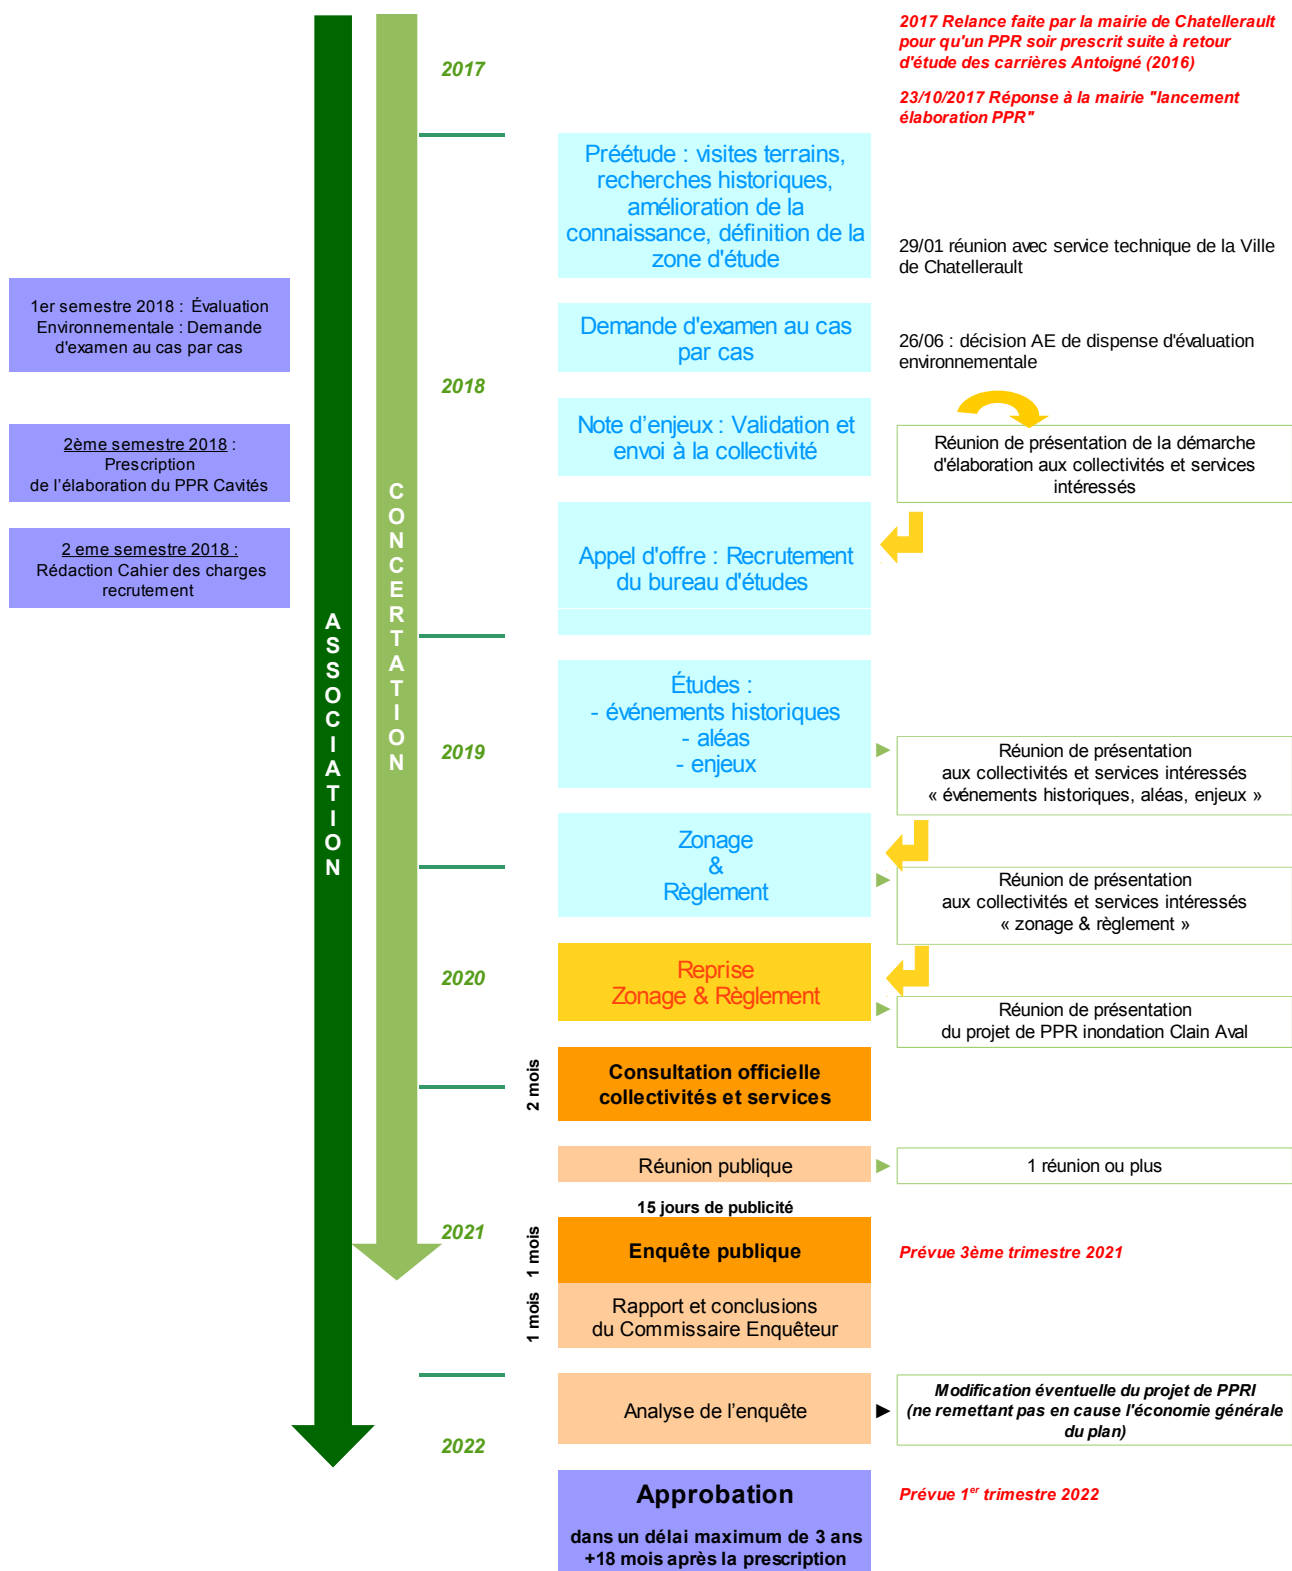 2017 Relance faite par la mairie de Chatellerault
pour qu'un PPR soir prescrit suite à retour
d'étude des carrières Antoigné (2016)
23/10/2017 Réponse à la mairie "lancement
élaboration PPR"
2017
Préétude : visites terrains,
recherches historiques,
amélioration de la
connaissance, définition de la
zone d'étude
29/01 réunion avec service technique de la Ville
de Chatellerault
1er semestre 2018 : Évaluation
Environnementale : Demande
d'examen au cas par cas
Demande d'examen au cas
par cas
26/06 : décision AE de dispense d'évaluation
environnementale
2018
2ème semestre 2018 :
Prescription
de l'élaboration du PPR Cavités
Note d'enjeux : Validation et
envoi à la collectivité
Réunion de présentation de la démarche
d'élaboration aux collectivités et services
intéressés
2 eme semestre 2018 :
Rédaction Cahier des charges
recrutement
Appel d'offre : Recrutement
du bureau d'études
ASSOCIATION
CONCERTATION
2019
Études :
- événements historiques
- aléas
- enjeux
Réunion de présentation
aux collectivités et services intéressés
« événements historiques, aléas, enjeux »
Zonage
&
Règlement
Réunion de présentation
aux collectivités et services intéressés
« zonage & règlement »
2020
Reprise
Zonage & Règlement
Réunion de présentation
du projet de PPR inondation Clain Aval
2 mois
Consultation officielle
collectivités et services
Réunion publique
1 réunion ou plus
15 jours de publicité
2021
1 mois
Enquête publique
Prévue 3ème trimestre 2021
1 mois
Rapport et conclusions
du Commissaire Enquêteur
Analyse de l'enquête
Modification éventuelle du projet de PPRI
(ne remettant pas en cause l'économie générale
du plan)
2022
Approbation
dans un délai maximum de 3 ans
+18 mois après la prescription
Prévue 1er trimestre 2022